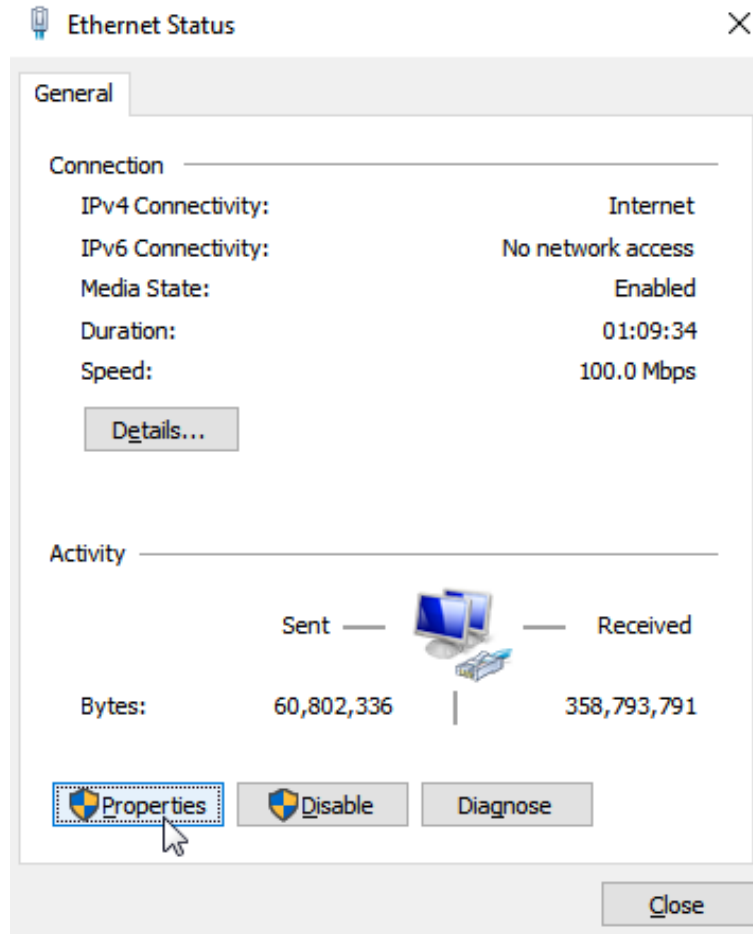 Ethernet Status
General
Connection
IPv4 Connectivity: Internet
IPv6 Connectivity: No network access
Media State: Enabled
Duration: 01:09:34
Speed: 100.0 Mbps
Details...
Activity
Sent Received
Bytes: 60,802,336 358,793,791
Properties Disable Diagnose
Close